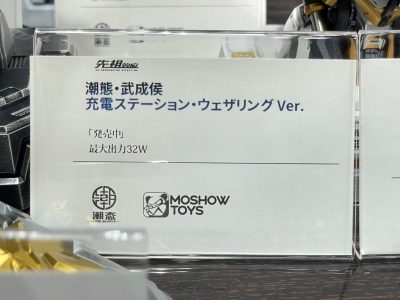 先祖
潮態・武成侯
充電ステーション・ウェザリング Ver.
「発売中」
最大出力32W
潮态
MOSHOW
TOYS